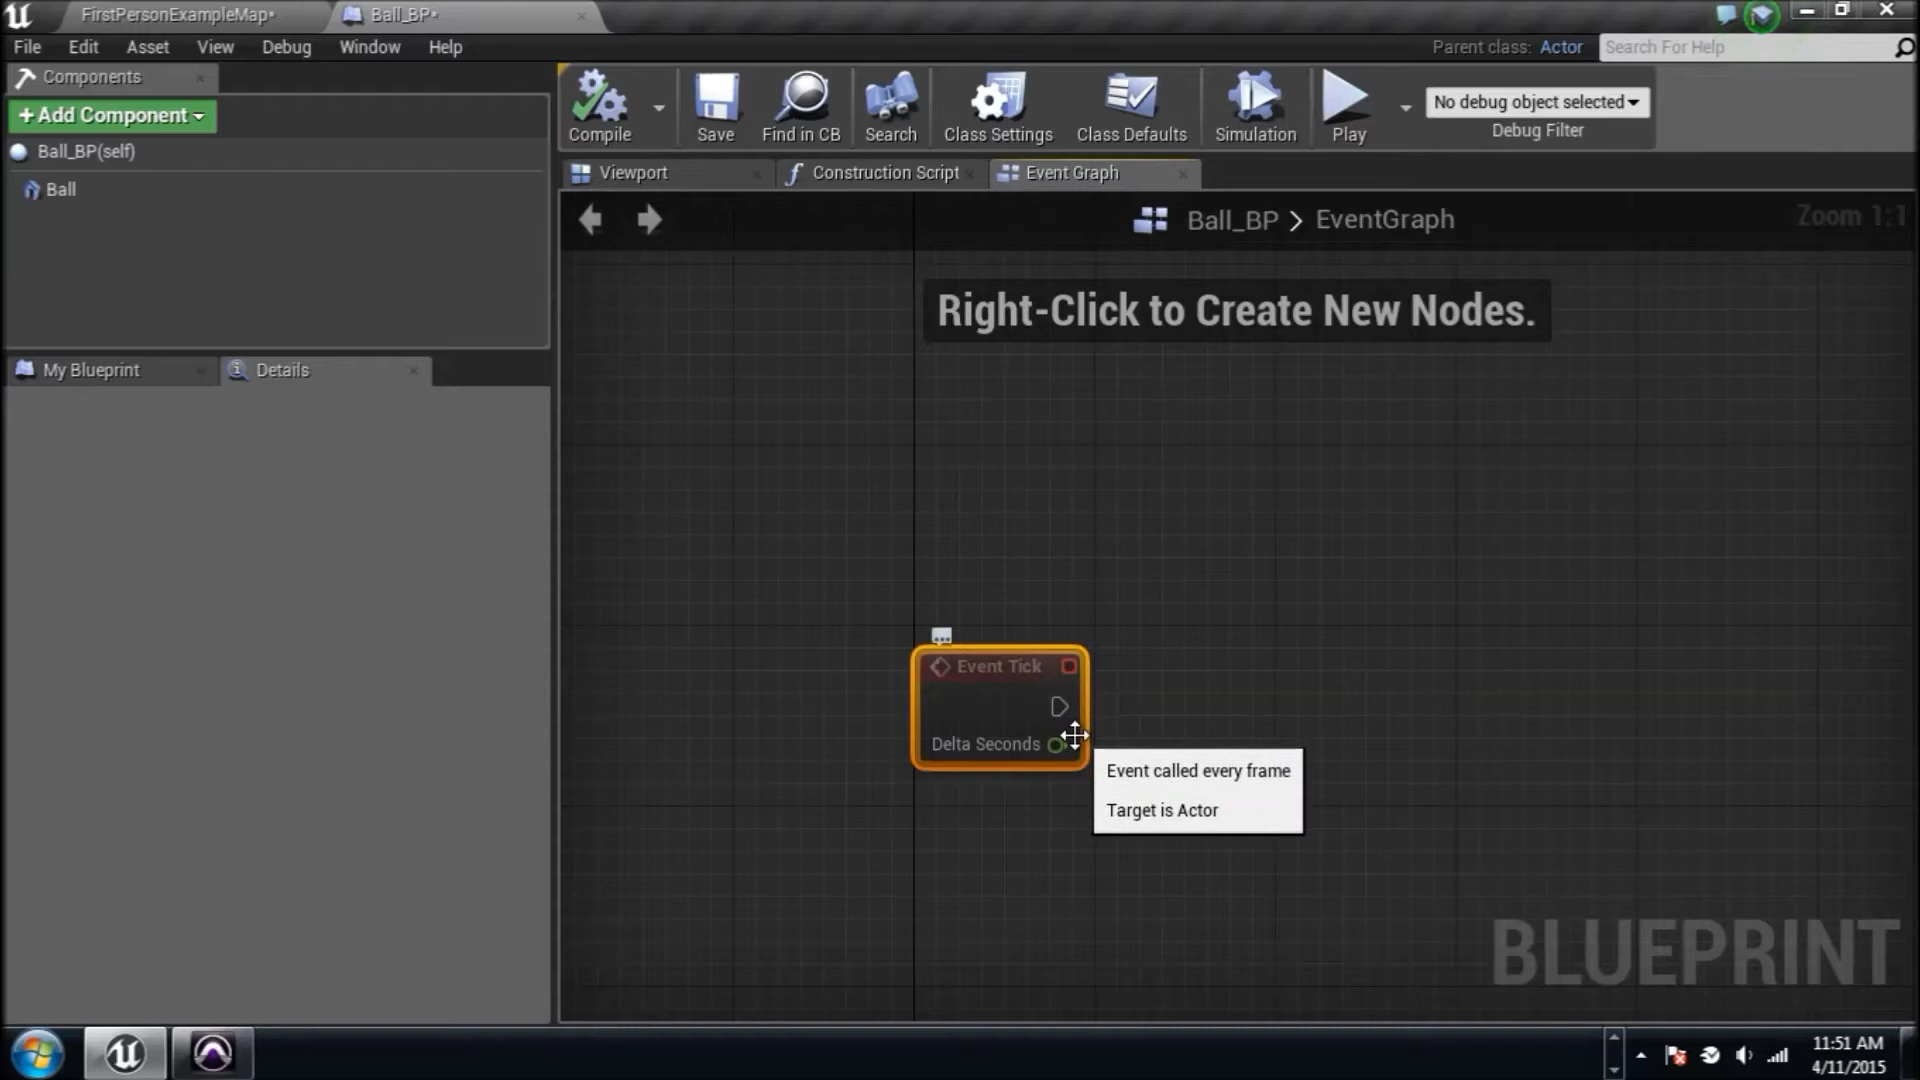 FirstPersonExampleMap*
Ball_BP*
File Edit Asset View Debug Window Help
Parent class: Actor
Search For Help
Components
+Add Component
Ball_BP(self)
Ball
Compile
Save
Find in CB
Search
Class Settings
Class Defaults
Simulation
Play
No debug object selected
Debug Filter
Viewport
Construction Script
Event Graph
Ball_BP > EventGraph
Zoom 1:1
Right-Click to Create New Nodes.
My Blueprint
Details
Event Tick
Delta Seconds
Event called every frame
Target is Actor
BLUEPRINT
11:51 AM
4/11/2015